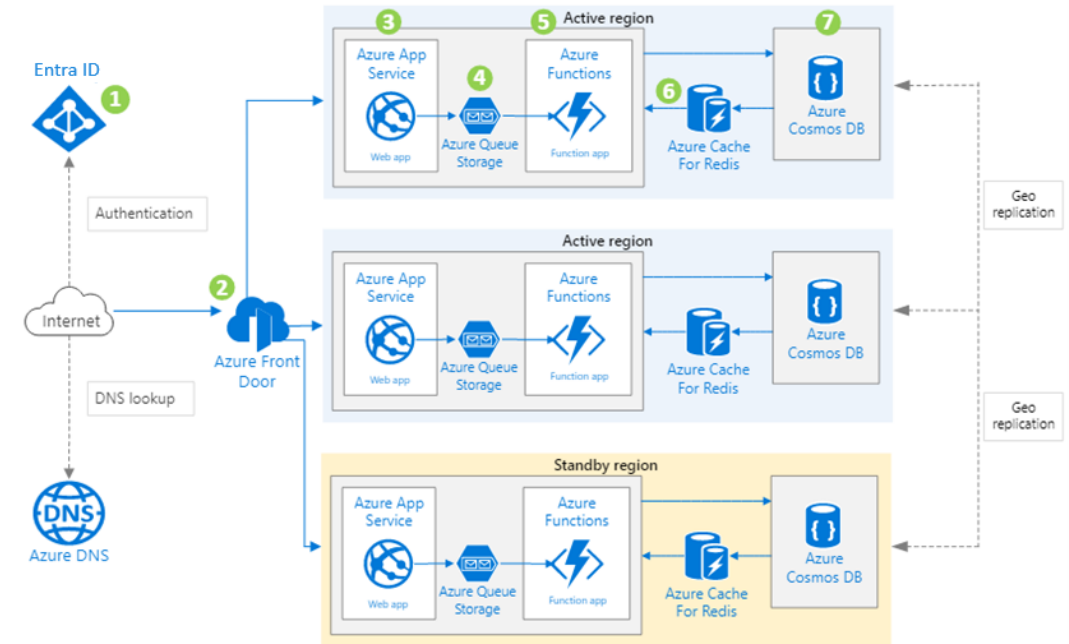 Entra ID
1
Authentication
Internet
DNS lookup
DNS
Azure DNS
2
Azure Front
Door
Active region
3
Azure App
Service
Web app
4
Azure Queue
Storage
5
Azure
Functions
Function app
6
Azure Cache
For Redis
7
Azure
Cosmos DB
Active region
Azure App
Service
Web app
Azure Queue
Storage
Azure
Functions
Function app
Azure Cache
For Redis
Azure
Cosmos DB
Standby region
Azure App
Service
Web app
Azure Queue
Storage
Azure
Functions
Function app
Azure Cache
For Redis
Azure
Cosmos DB
Geo
replication
Geo
replication